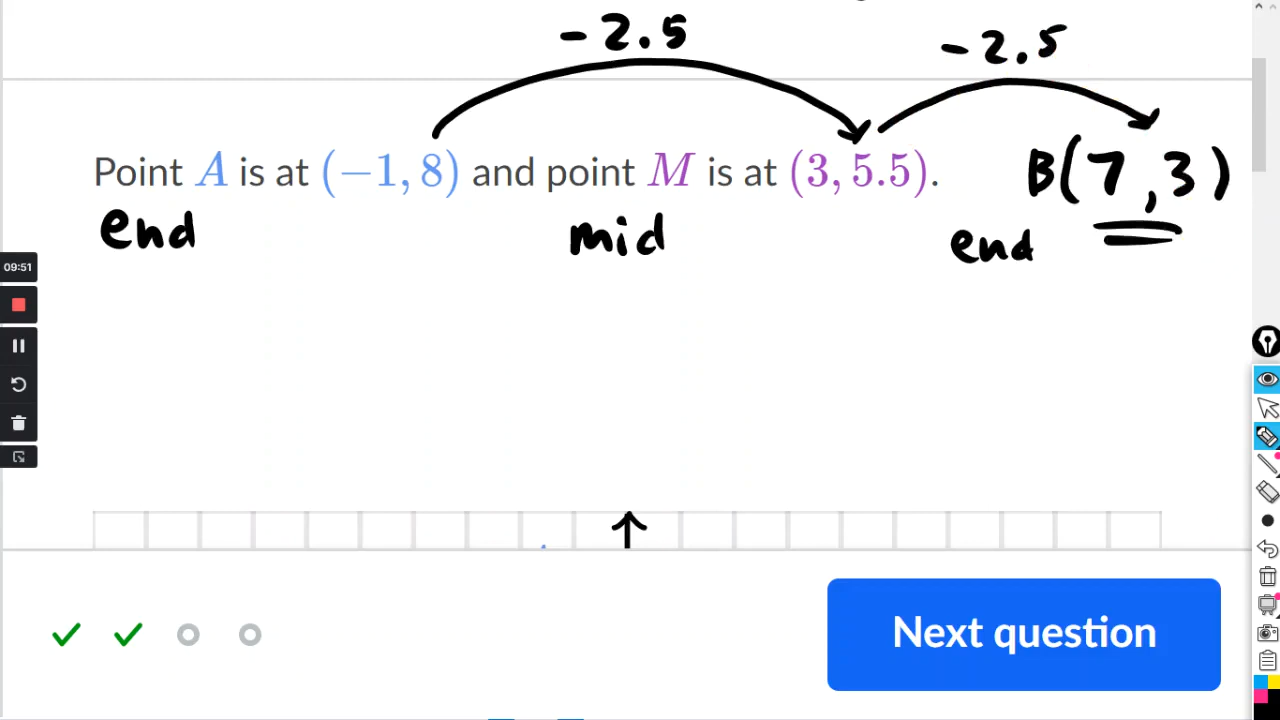 -2.5 -2.5
Point A is at (−1, 8) and point M is at (3, 5.5). B(7,3)
end mid end
09:51
Next question